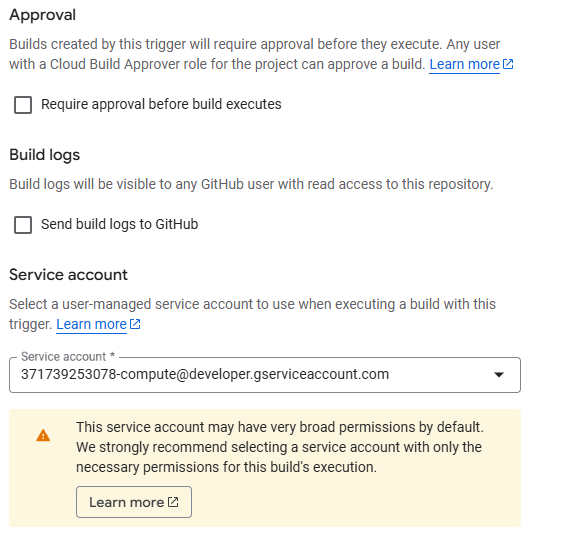 Approval
Builds created by this trigger will require approval before they execute. Any user
with a Cloud Build Approver role for the project can approve a build. Learn more
Require approval before build executes
Build logs
Build logs will be visible to any GitHub user with read access to this repository.
Send build logs to GitHub
Service account
Select a user-managed service account to use when executing a build with this
trigger. Learn more
Service account *
371739253078-compute@developer.gserviceaccount.com
This service account may have very broad permissions by default.
We strongly recommend selecting a service account with only the
necessary permissions for this build's execution.
Learn more